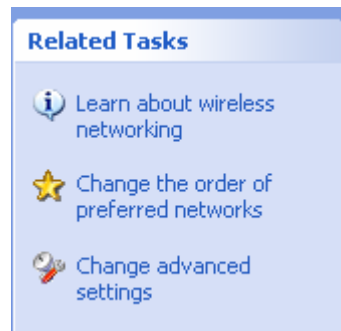 Related Tasks
Learn about wireless
networking
Change the order of
preferred networks
Change advanced
settings